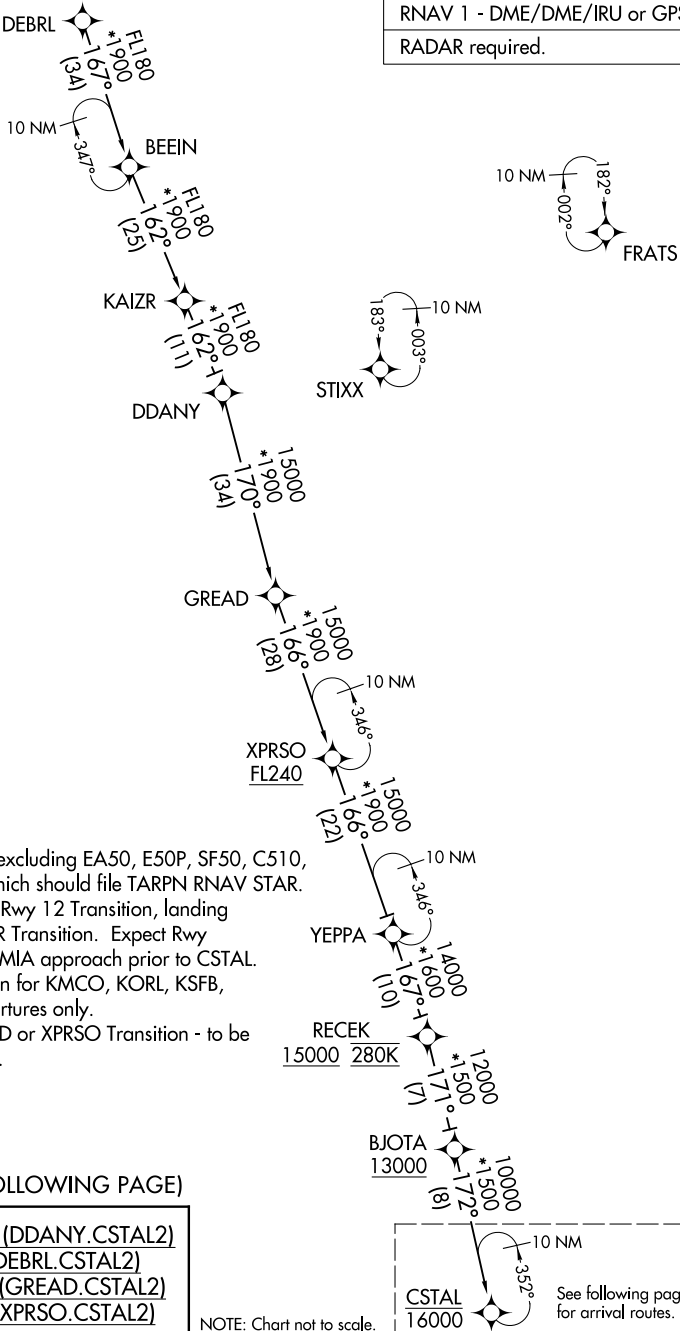 RNAV 1 - DME/DME/IRU or GPS
RADAR required.
DEBRL
FL180
*1900
167°
(34)
10 NM
347°
BEEIN
FL180
*1900
162°
(25)
10 NM
182°
002°
FRATS
KAIZR
FL180
*1900
162°
(11)
10 NM
183°
003°
STIXX
DDANY
15000
*1900
170°
(34)
GREAD
15000
*1900
166°
(28)
10 NM
346°
XPRSO
FL240
15000
*1900
166°
(22)
10 NM
346°
excluding EA50, E50P, SF50, C510,
which should file TARPN RNAV STAR.
Rwy 12 Transition, landing
R Transition. Expect Rwy
MIA approach prior to CSTAL.
n for KMCO, KORL, KSFB,
rtures only.
D or XPRSO Transition - to be
YEPPA
14000
*1600
167°
(10)
RECEK
15000 280K
12000
*1500
171°
(7)
BJOTA
13000
10000
*1500
172°
(8)
OLLOWING PAGE)
(DDANY.CSTAL2)
DEBRL.CSTAL2)
(GREAD.CSTAL2)
XPRSO.CSTAL2)
NOTE: Chart not to scale.
10 NM
352°
CSTAL
16000
See following pag
for arrival routes.